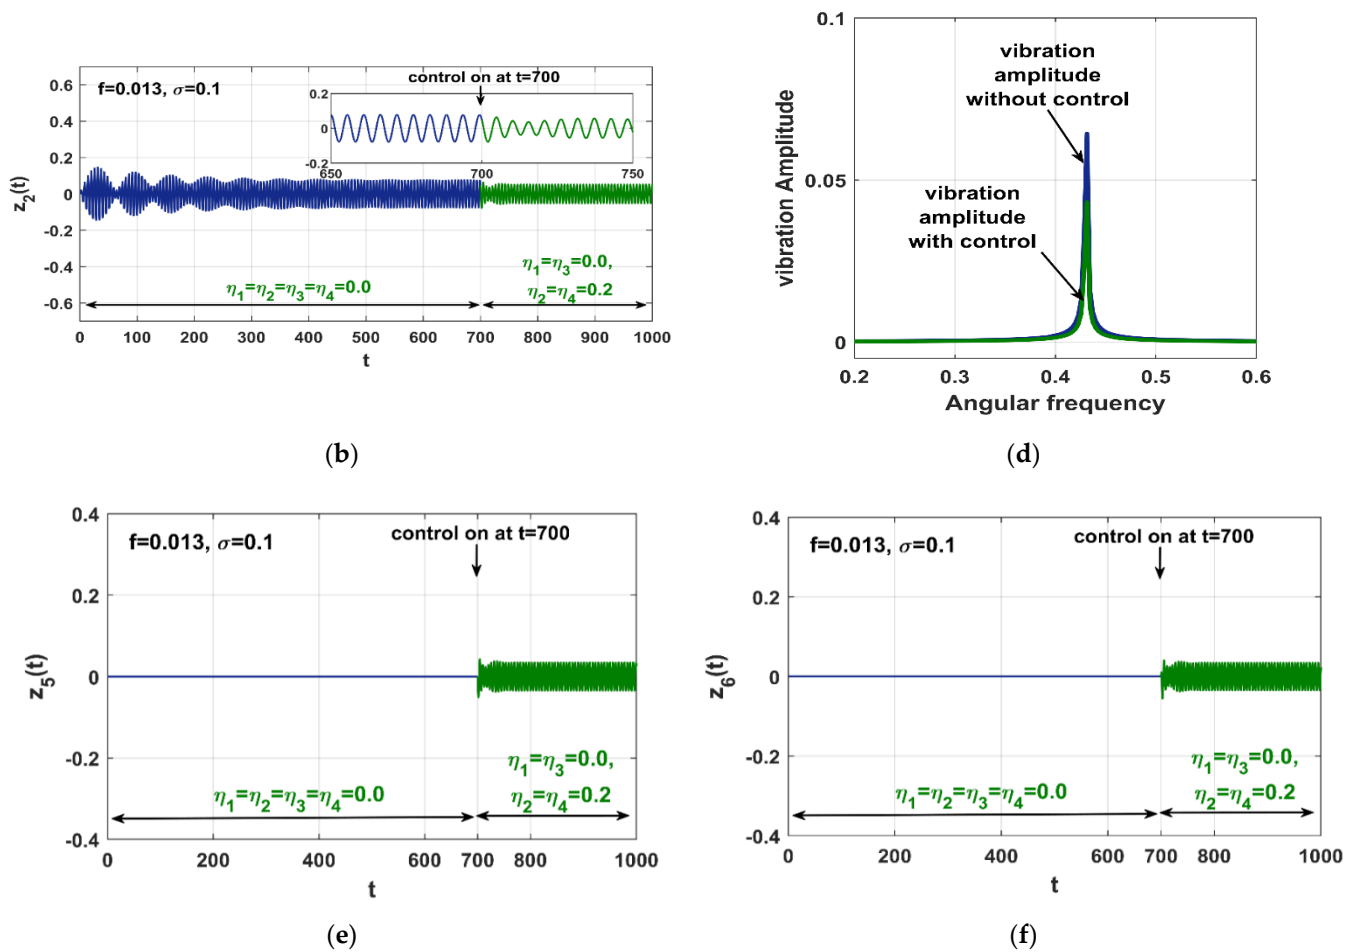 control on at t=700
f=0.013, σ=0.1
0.6
0.4
0.2
0
-0.2
-0.4
-0.6
z2(t)
0.2
0
-0.2
650
700
750
η1=η2=η3=η4=0.0
η1=η3=0.0,
η2=η4=0.2
0 100 200 300 400 500 600 700 800 900 1000
t
(b)
0.1
0.05
0
vibration Amplitude
vibration
amplitude
without control
vibration
amplitude
with control
0.2 0.3 0.4 0.5 0.6
Angular frequency
(d)
0.4
0.2
0
-0.2
-0.4
z5(t)
f=0.013, σ=0.1
control on at t=700
η1=η2=η3=η4=0.0
η1=η3=0.0,
η2=η4=0.2
0 200 400 600 700 800 1000
t
(e)
0.4
0.2
0
-0.2
-0.4
z6(t)
f=0.013, σ=0.1
control on at t=700
η1=η2=η3=η4=0.0
η1=η3=0.0,
η2=η4=0.2
0 200 400 600 700 800 1000
t
(f)